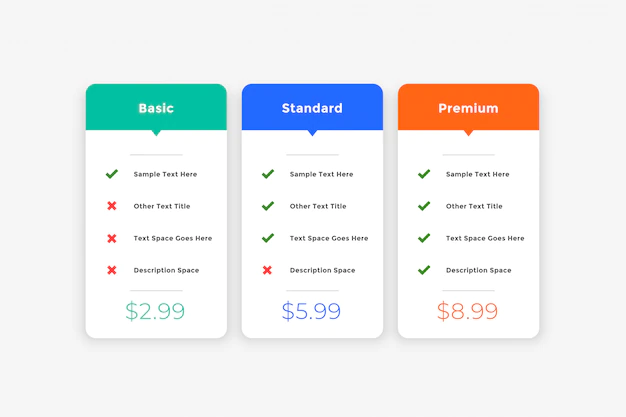 Basic
Sample Text Here
Other Text Title
Text Space Goes Here
Description Space
$2.99
Standard
Sample Text Here
Other Text Title
Text Space Goes Here
Description Space
$5.99
Premium
Sample Text Here
Other Text Title
Text Space Goes Here
Description Space
$8.99